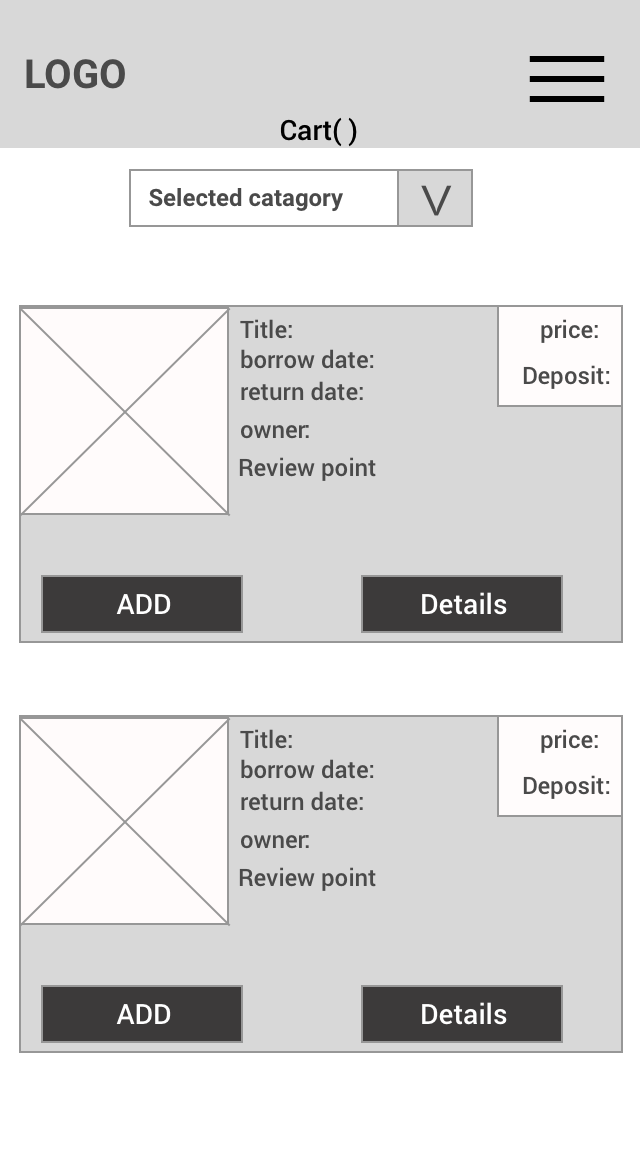 LOGO
Cart( )
Selected catagory
V
Title:
borrow date:
return date:
owner:
Review point
price:
Deposit:
ADD
Details
Title:
borrow date:
return date:
owner:
Review point
price:
Deposit:
ADD
Details